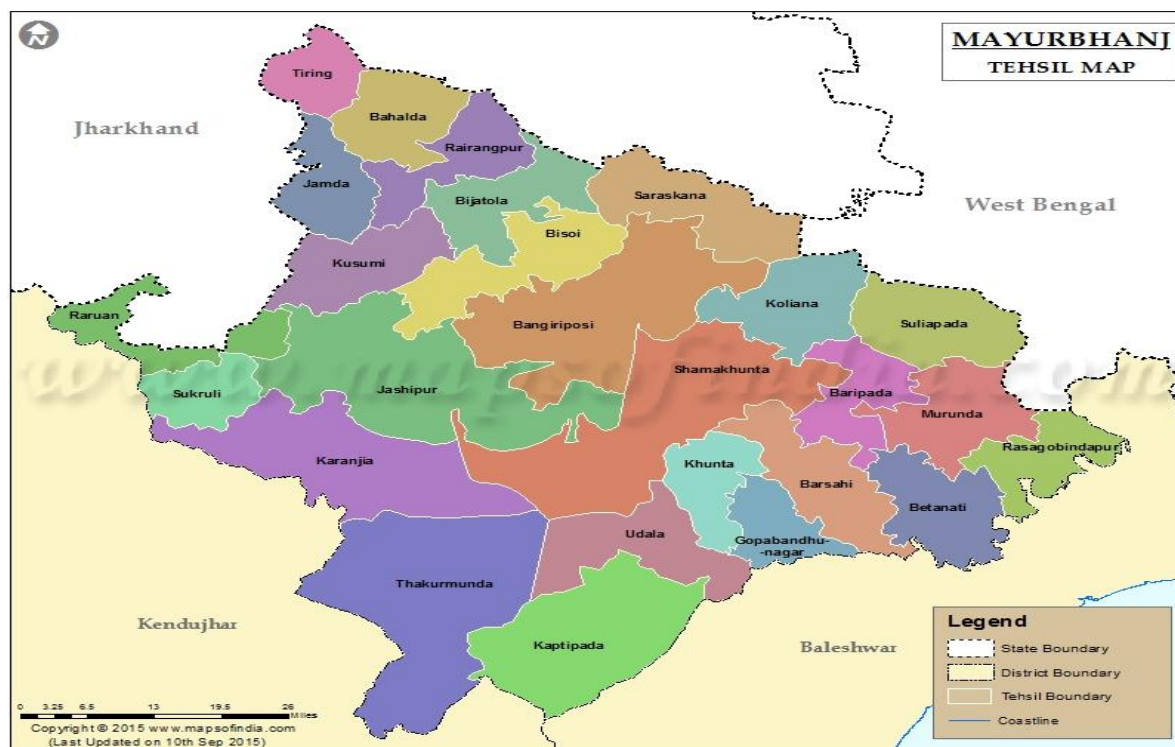 N
MAYURBHANJ
TEHSIL MAP
Tiring
Jharkhand
Bahalda
Rairangpur
Jamda
Bijatola
Saraskana
West Bengal
Bisoi
Kusumi
Koliana
Raruan
Bangiriposi
Suliapada
www.mapsofindia.com
Shamakhunta
Sukruli
Jashipur
Baripada
Murunda
Karanjia
Khunta
Rasagobindapur
Barsahi
Betanati
Udala
Gopabandhu-
-nagar
Thakurmunda
Kendujhar
Kaptipada
Baleshwar
Legend
State Boundary
District Boundary
Tehsil Boundary
Coastline
0 3.25 6.5 13 19.5 26
Miles
Copyright © 2015 www.mapsofindia.com
(Last Updated on 10th Sep 2015)